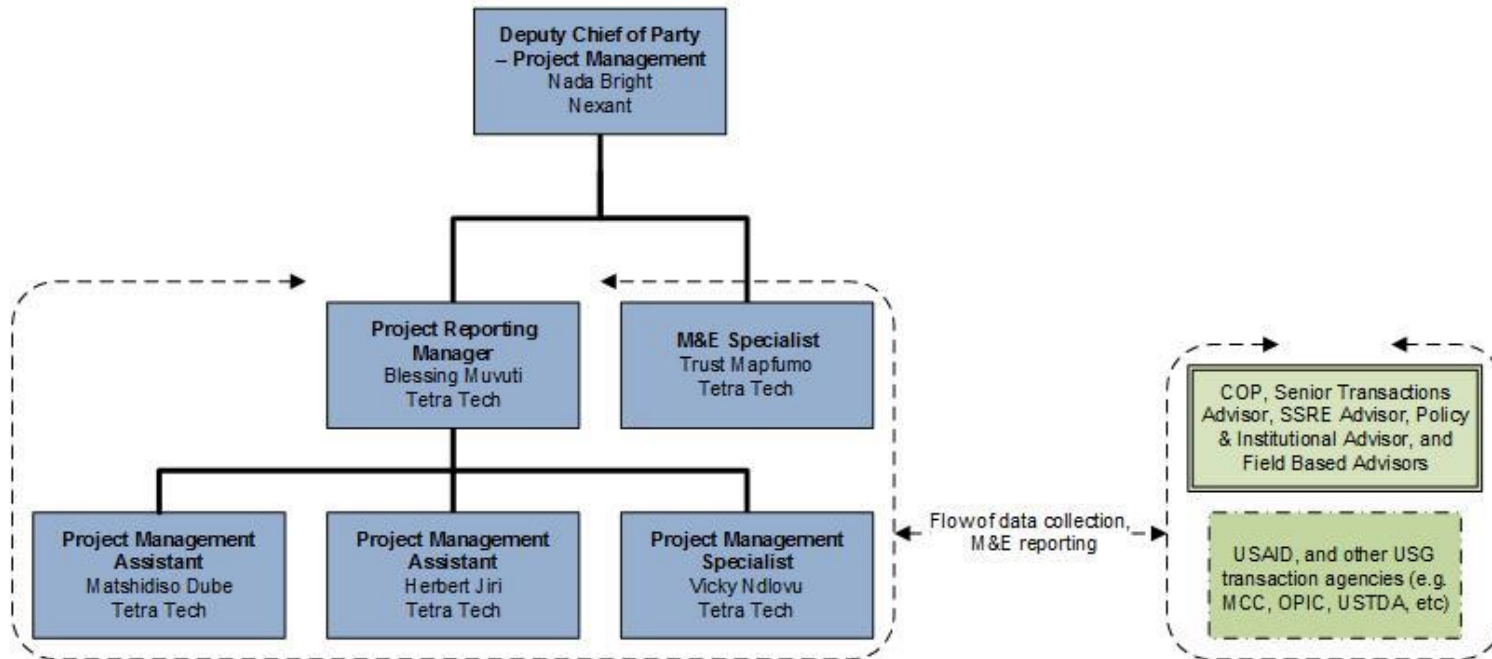 Deputy Chief of Party
– Project Management
Nada Bright
Nexant
Project Reporting
Manager
Blessing Muvuti
Tetra Tech
M&E Specialist
Trust Mapfumo
Tetra Tech
COP, Senior Transactions
Advisor, SSRE Advisor, Policy
& Institutional Advisor, and
Field Based Advisors
Project Management
Assistant
Matshidiso Dube
Tetra Tech
Project Management
Assistant
Herbert Jiri
Tetra Tech
Project Management
Specialist
Vicky Ndlovu
Tetra Tech
Flow of data collection,
M&E reporting
USAID, and other USG
transaction agencies (e.g.
MCC, OPIC, USTDA, etc)